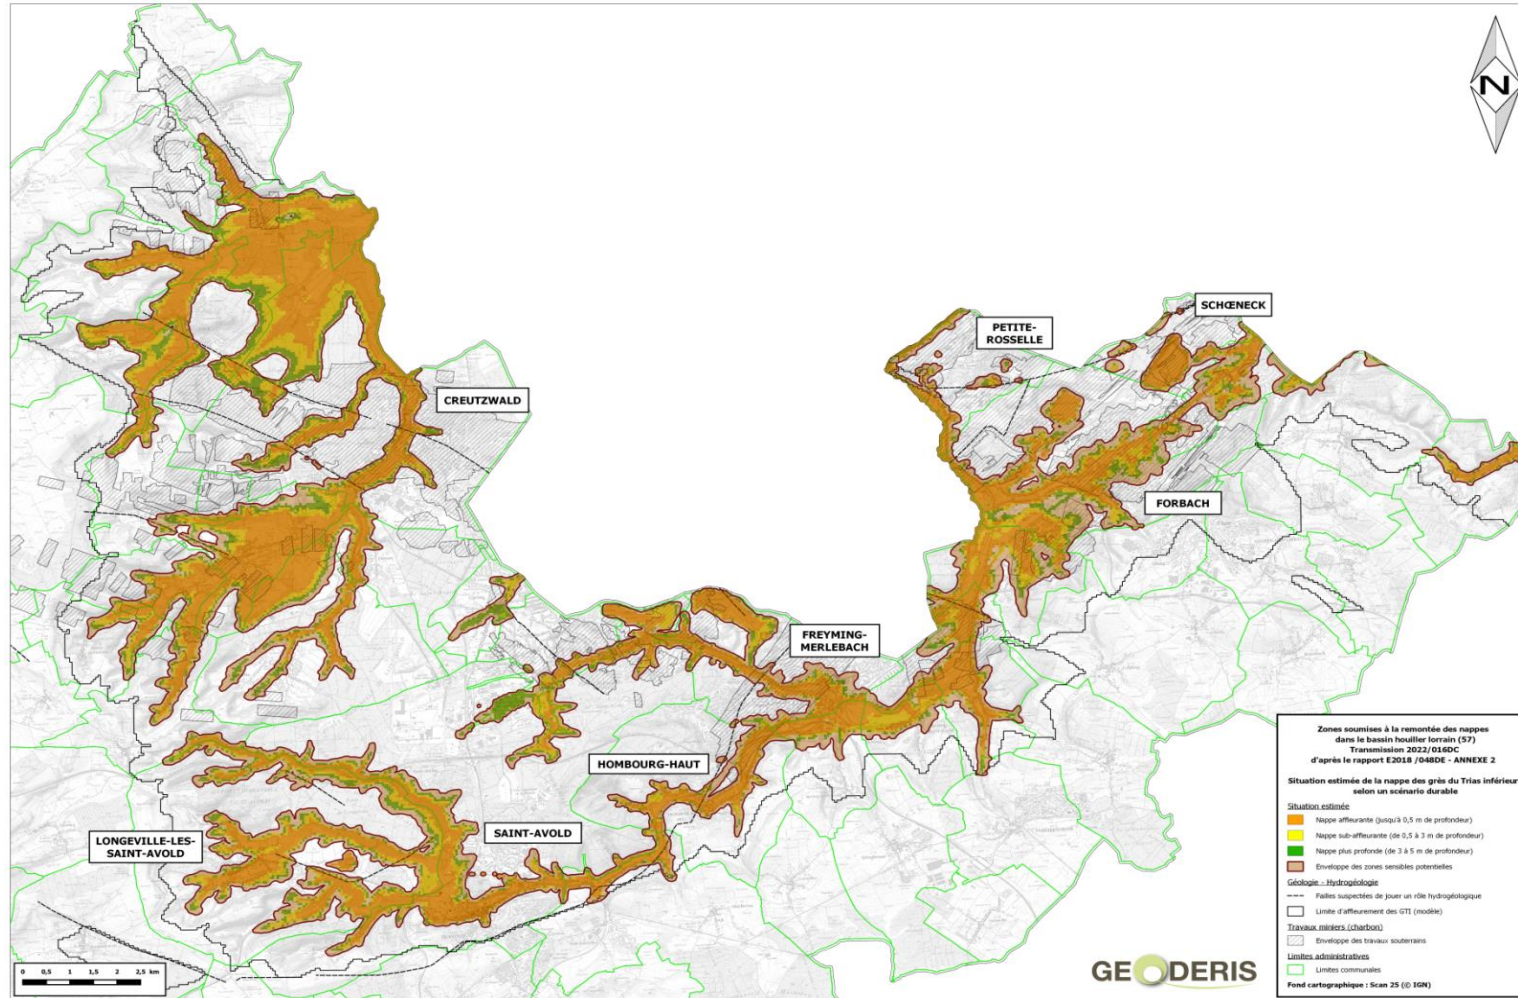 N
SCHŒNECK
PETITE-
ROSSELLE
CREUTZWALD
FORBACH
FREYMING-
MERLEBACH
HOMBOURG-HAUT
SAINT-AVOLD
LONGEVILLE-LES-
SAINT-AVOLD
Zones soumises à la remontée des nappes
dans le bassin houiller lorrain (57)
Transmission 2022/016DC
d'après le rapport E2018 /048DE - ANNEXE 2
Situation estimée de la nappe des grès du Trias inférieur
selon un scénario durable
Situation estimée
Nappe affleurante (jusqu'à 0,5 m de profondeur)
Nappe sub-affleurante (de 0,5 à 3 m de profondeur)
Nappe plus profonde (de 3 à 5 m de profondeur)
Enveloppe des zones sensibles potentielles
Géologie - Hydrogéologie
Failles suspectées de jouer un rôle hydrogéologique
Limite d'affleurement des GTI (modèle)
Travaux miniers (charbon)
Enveloppe des travaux souterrains
Limites administratives
Limites communales
Fond cartographique : Scan 25 (© IGN)
GEODERIS
0 0,5 1 1,5 2 2,5 km